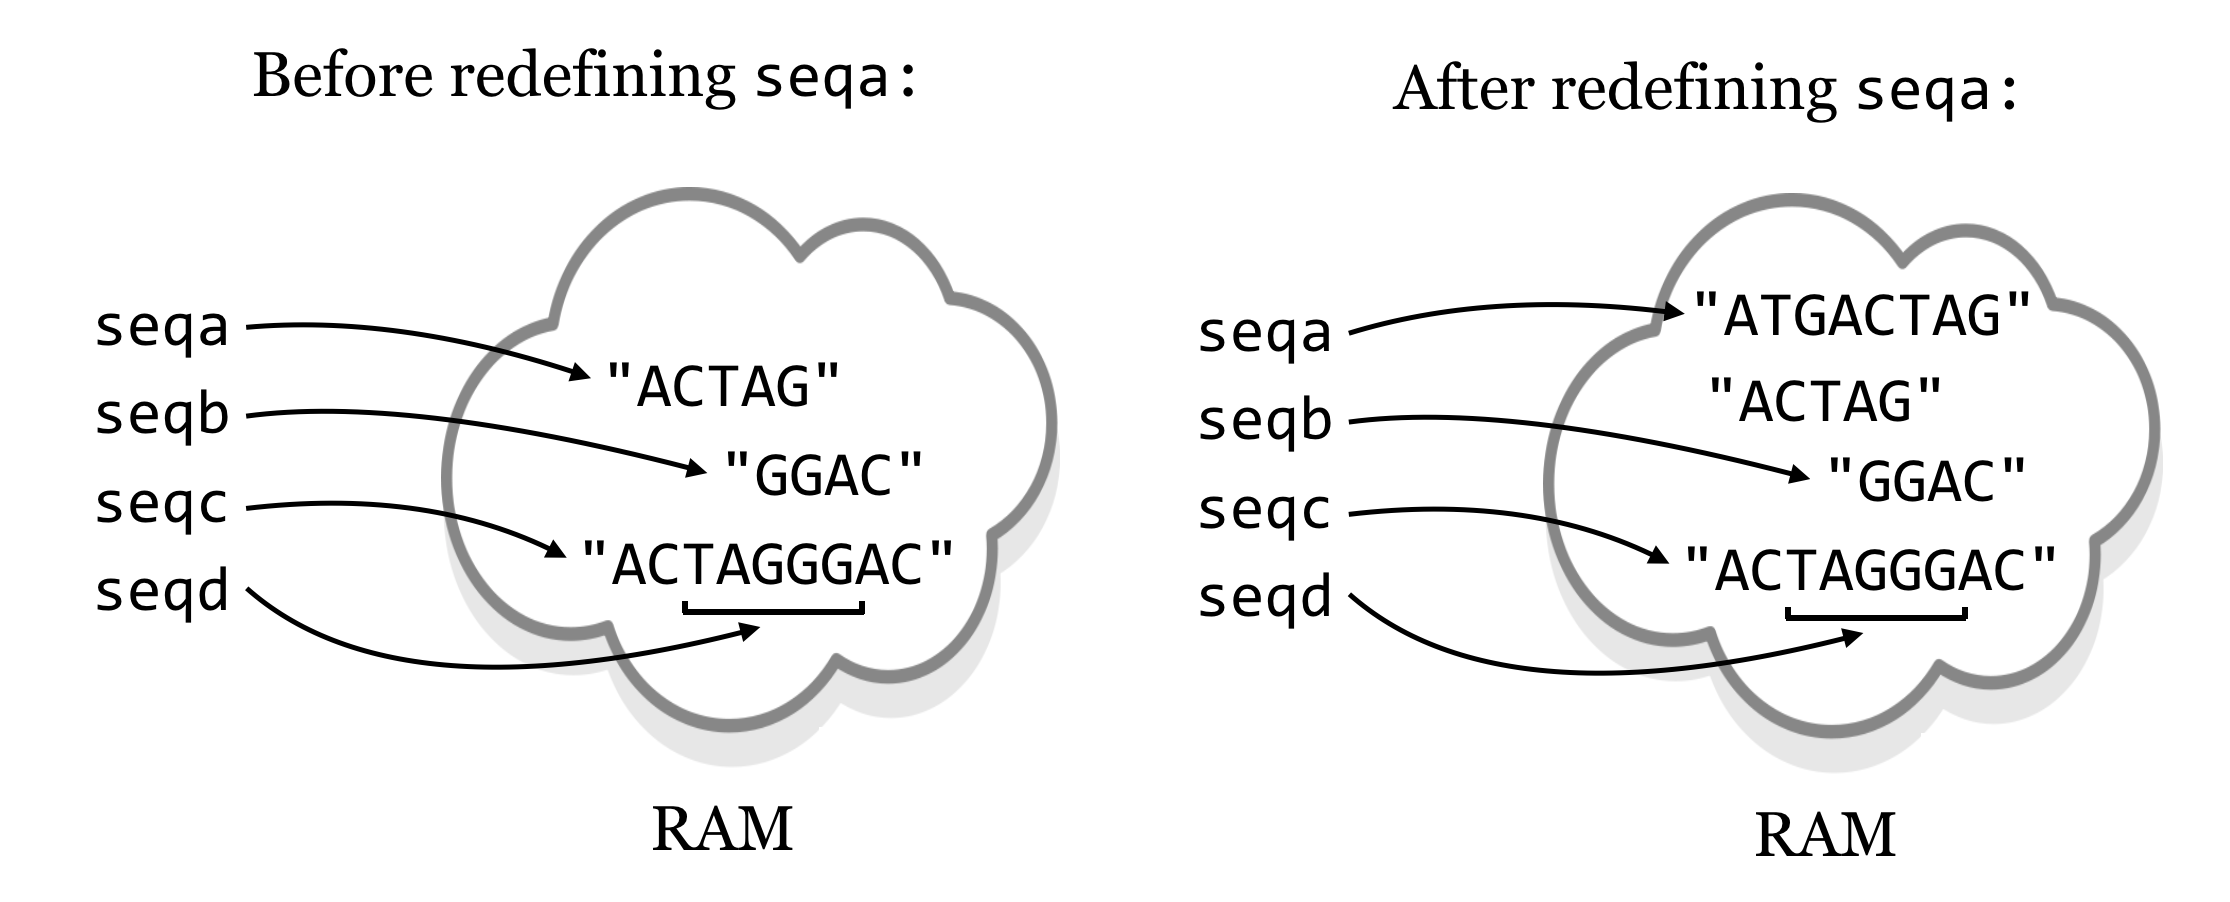 Before redefining seqa:
seqa
seqb
seqc
seqd
"ACTAG"
"GGAC"
"ACTAGGGAC"
RAM
After redefining seqa:
seqa
seqb
seqc
seqd
"ATGACTAG"
"ACTAG"
"GGAC"
"ACTAGGGAC"
RAM